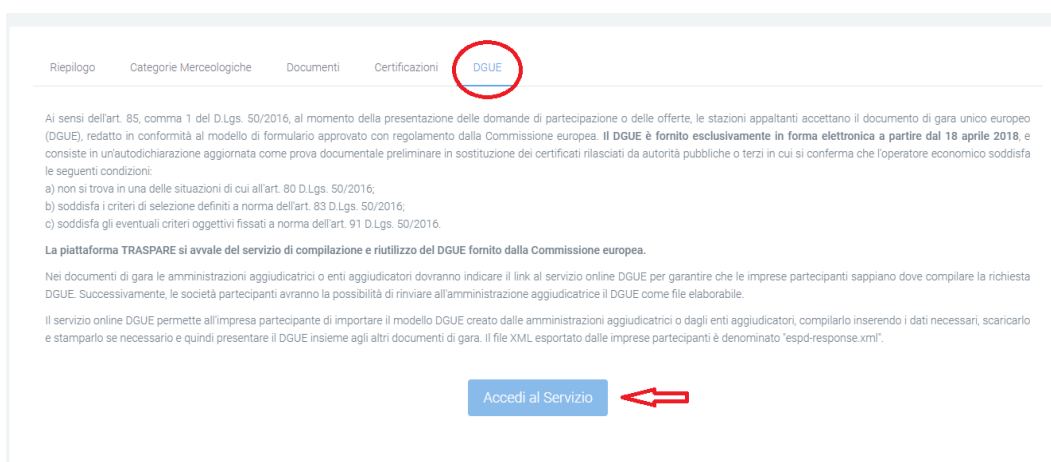 Riepilogo Categorie Merceologiche Documenti Certificazioni DGUE
Ai sensi dell'art. 85, comma 1 del D.Lgs. 50/2016, al momento della presentazione delle domande di partecipazione o delle offerte, le stazioni appaltanti accettano il documento di gara unico europeo
(DGUE), redatto in conformità al modello di formulario approvato con regolamento dalla Commissione europea. Il DGUE è fornito esclusivamente in forma elettronica a partire dal 18 aprile 2018, e
consiste in un'autodichiarazione aggiornata come prova documentale preliminare in sostituzione dei certificati rilasciati da autorità pubbliche o terzi in cui si conferma che l'operatore economico soddisfa
le seguenti condizioni:
a) non si trova in una delle situazioni di cui all'art. 80 D.Lgs. 50/2016;
b) soddisfa i criteri di selezione definiti a norma dell'art. 83 D.Lgs. 50/2016;
c) soddisfa gli eventuali criteri oggettivi fissati a norma dell'art. 91 D.Lgs. 50/2016.
La piattaforma TRASPARE si avvale del servizio di compilazione e riutilizzo del DGUE fornito dalla Commissione europea.
Nei documenti di gara le amministrazioni aggiudicatrici o enti aggiudicatori dovranno indicare il link al servizio online DGUE per garantire che le imprese partecipanti sappiano dove compilare la richiesta
DGUE. Successivamente, le società partecipanti avranno la possibilità di rinviare all'amministrazione aggiudicatrice il DGUE come file elaborabile.
Il servizio online DGUE permette all'impresa partecipante di importare il modello DGUE creato dalle amministrazioni aggiudicatrici o dagli enti aggiudicatori, compilarlo inserendo i dati necessari, scaricarlo
e stamparlo se necessario e quindi presentare il DGUE insieme agli altri documenti di gara. Il file XML esportato dalle imprese partecipanti è denominato "espd-response.xml".
Accedi al Servizio